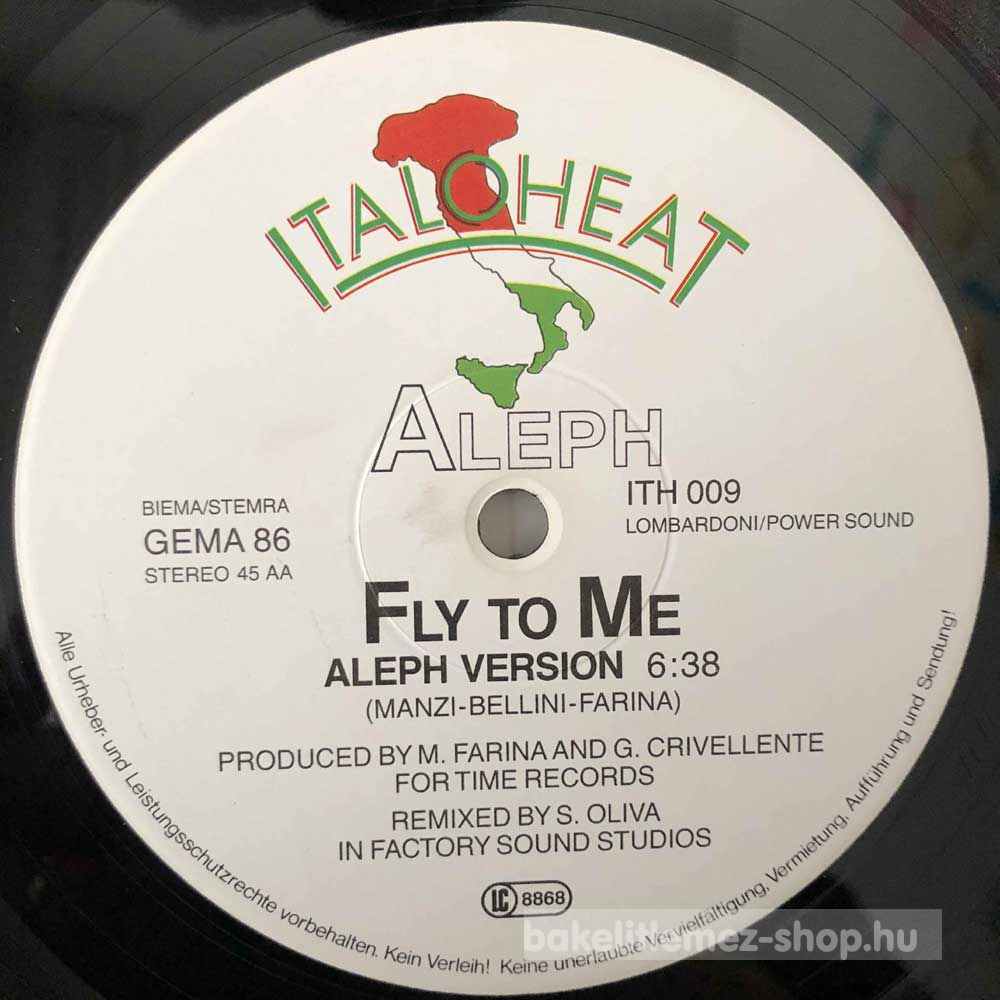 ITALOHEAT
ALEPH
BIEMA/STEMRA
GEMA 86
STEREO 45 AA
ITH 009
LOMBARDONI/POWER SOUND
FLY TO ME
ALEPH VERSION 6:38
(MANZI-BELLINI-FARINA)
PRODUCED BY M. FARINA AND G. CRIVELLENTE
FOR TIME RECORDS
REMIXED BY S. OLIVA
IN FACTORY SOUND STUDIOS
LC 8868
Alle Urheber- und Leistungsschutzrechte vorbehalten. Kein Verleih! Keine unerlaubte Vervielfältigung, Vermietung, Aufführung und Sendung!
bakelitlemez-shop.hu